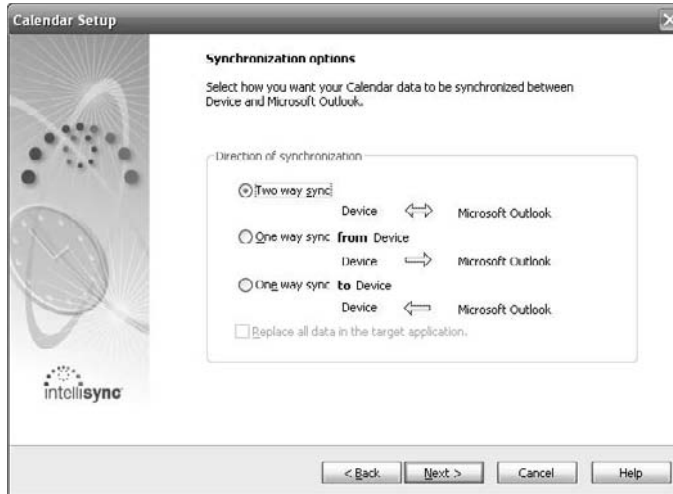 Calendar Setup
Synchronization options
Select how you want your Calendar data to be synchronized between
Device and Microsoft Outlook.
Direction of synchronization
Two way sync
Device Microsoft Outlook
One way sync from Device
Device Microsoft Outlook
One way sync to Device
Device Microsoft Outlook
Replace all data in the target application.
intellisync
< Back Next > Cancel Help